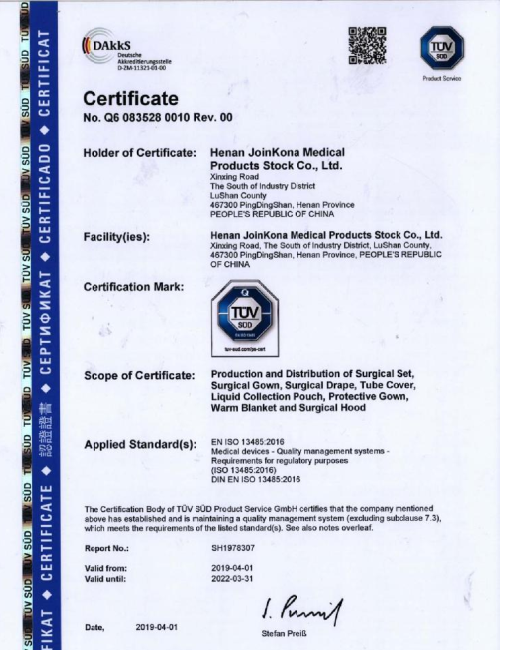 DAkkS
Deutsche
Akkreditierungsstelle
D-ZM-11321-01-00
TÜV
SÜD
Product Service
Certificate
No. Q6 083528 0010 Rev. 00
Holder of Certificate: Henan JoinKona Medical
Products Stock Co., Ltd.
Xinxing Road
The South of Industry District
LuShan County
467300 PingDingShan, Henan Province
PEOPLE'S REPUBLIC OF CHINA
Facility(ies): Henan JoinKona Medical Products Stock Co., Ltd.
Xinxing Road, The South of Industry District, LuShan County,
467300 PingDingShan, Henan Province, PEOPLE'S REPUBLIC
OF CHINA
Certification Mark:
TÜV
SÜD
tuv-sud.com/ps-cert
Scope of Certificate: Production and Distribution of Surgical Set,
Surgical Gown, Surgical Drape, Tube Cover,
Liquid Collection Pouch, Protective Gown,
Warm Blanket and Surgical Hood
Applied Standard(s): EN ISO 13485:2016
Medical devices - Quality management systems -
Requirements for regulatory purposes
(ISO 13485:2016)
DIN EN ISO 13485:2016
The Certification Body of TÜV SÜD Product Service GmbH certifies that the company mentioned
above has established and is maintaining a quality management system (excluding subclause 7.3),
which meets the requirements of the listed standard(s). See also notes overleaf.
Report No.: SH1978307
Valid from: 2019-04-01
Valid until: 2022-03-31
Date, 2019-04-01
Stefan Preiß
FIKAT ◆ CERTIFICATE ◆ 認證證書 ◆ СЕРТИФИКАТ ◆ CERTIFICADO ◆ CERTIFICAT
TÜV SÜD TÜV SÜD TÜV SÜD TÜV SÜD